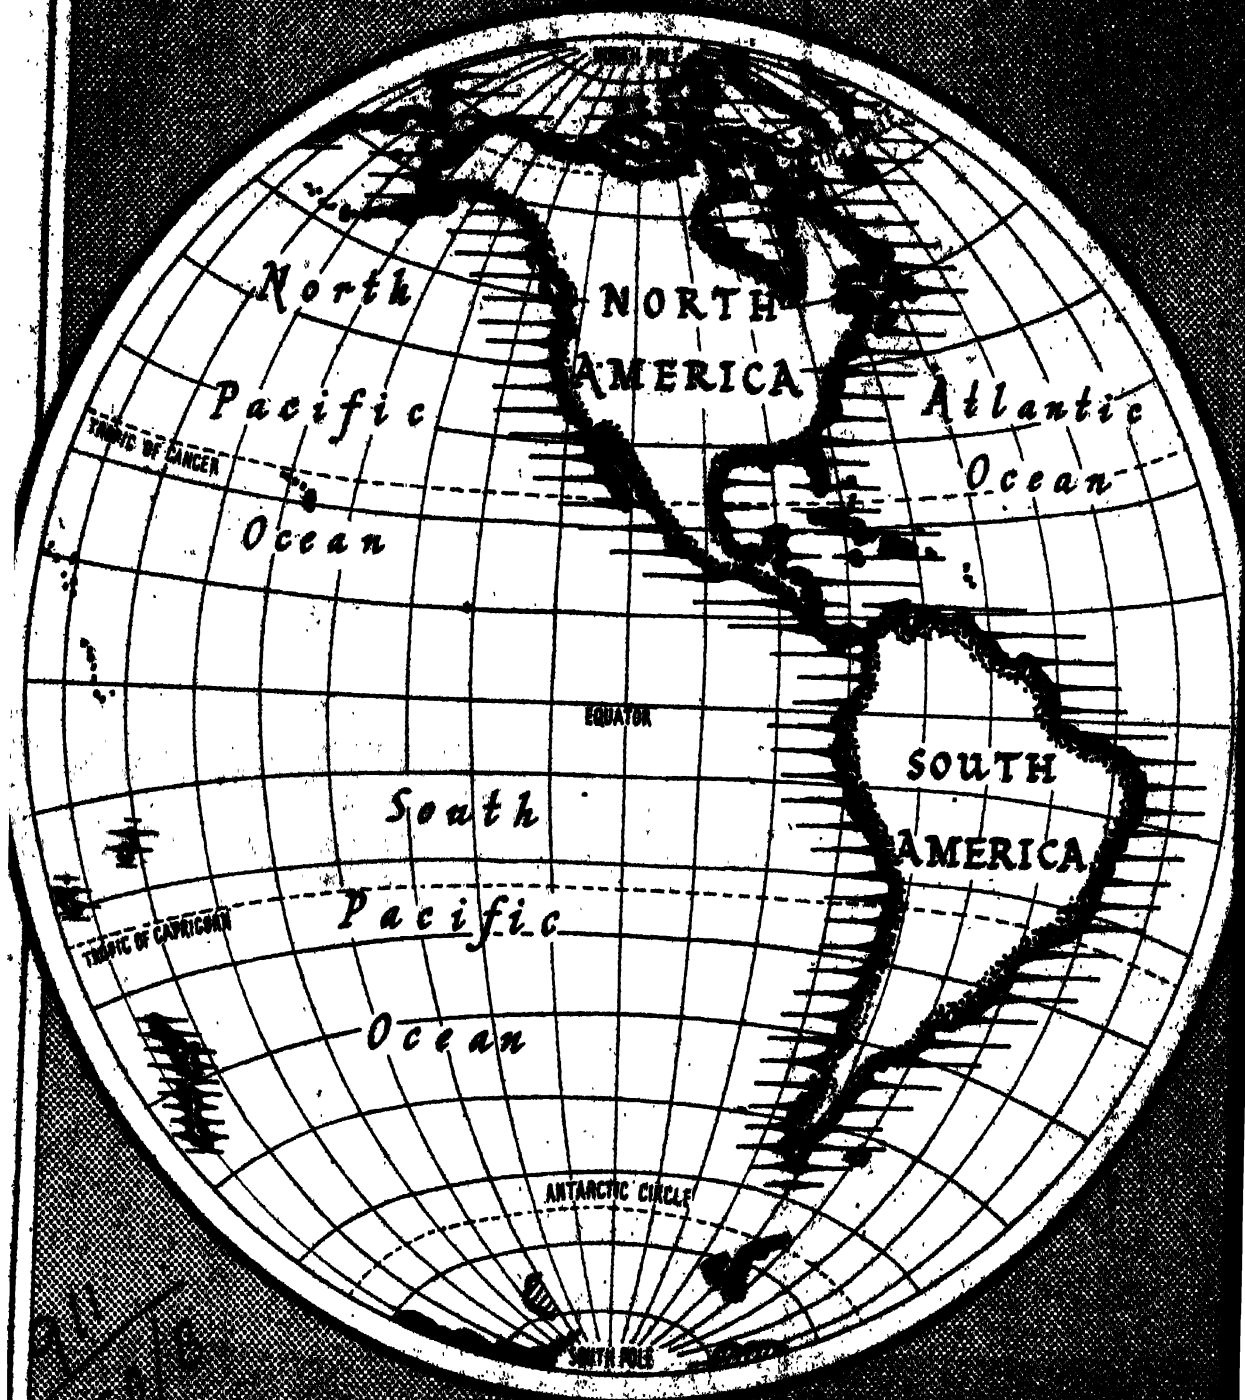 NORTH POLE
North
NORTH
AMERICA
Pacific
Atlantic
TROPIC OF CANCER
Ocean
Ocean
EQUATOR
SOUTH
South
AMERICA
Pacific
TROPIC OF CAPRICORN
Ocean
ANTARCTIC CIRCLE
SOUTH POLE